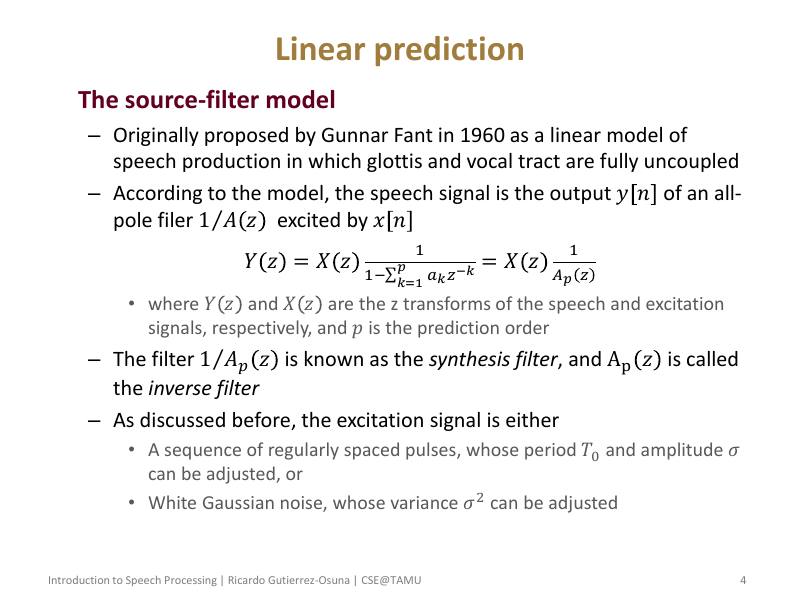 Linear prediction
The source-filter model
– Originally proposed by Gunnar Fant in 1960 as a linear model of
speech production in which glottis and vocal tract are fully uncoupled
– According to the model, the speech signal is the output y[n] of an all-
pole filer 1/A(z) excited by x[n]
Y(z) = X(z) 1/(1−∑_{k=1}^{p} a_k z^{−k}) = X(z) 1/A_p(z)
• where Y(z) and X(z) are the z transforms of the speech and excitation
signals, respectively, and p is the prediction order
– The filter 1/A_p(z) is known as the synthesis filter, and A_p(z) is called
the inverse filter
– As discussed before, the excitation signal is either
• A sequence of regularly spaced pulses, whose period T_0 and amplitude σ
can be adjusted, or
• White Gaussian noise, whose variance σ² can be adjusted
Introduction to Speech Processing | Ricardo Gutierrez-Osuna | CSE@TAMU 4